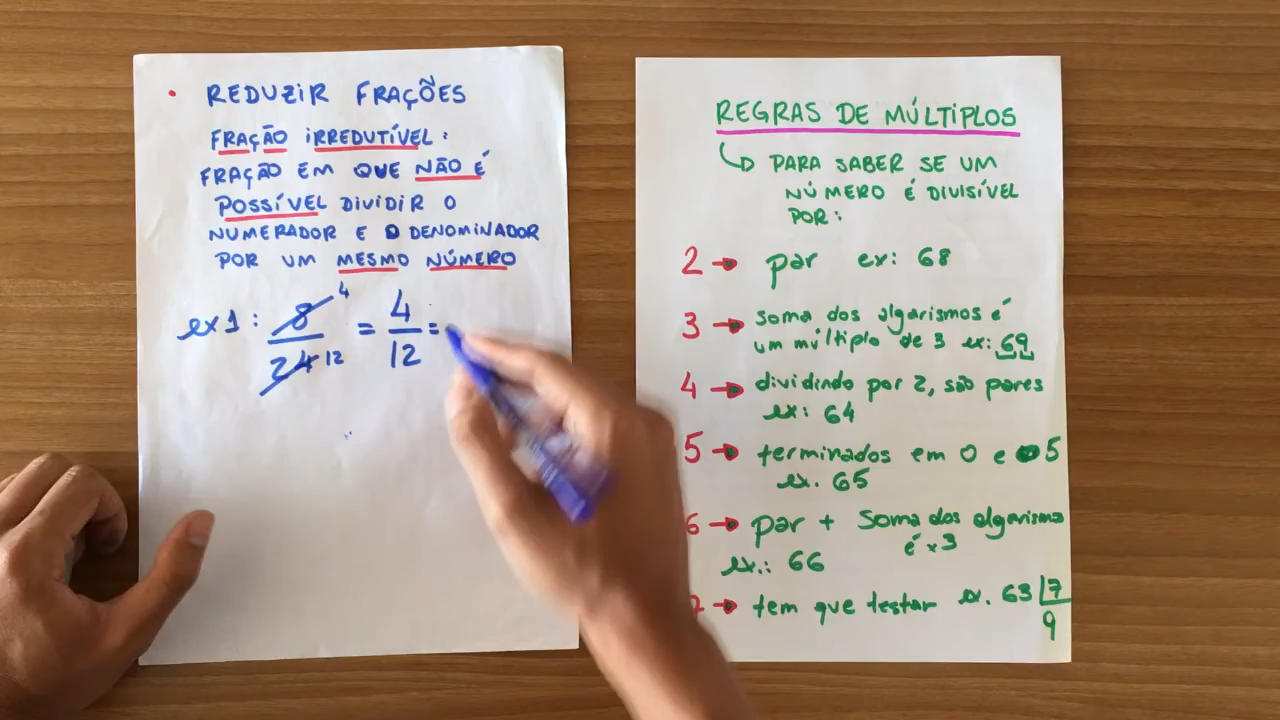 • REDUZIR FRAÇÕES
FRAÇÃO IRREDUTÍVEL:
FRAÇÃO EM QUE NÃO É
POSSÍVEL DIVIDIR O
NUMERADOR E O DENOMINADOR
POR UM MESMO NÚMERO
ex1: 8/24 4/12 = 4/12 =
REGRAS DE MÚLTIPLOS
↳ PARA SABER SE UM
NÚMERO É DIVISÍVEL
POR:
2 → par ex: 68
3 → soma dos algarismos é
um múltiplo de 3 ex: 69
4 → dividindo por 2, são pares
ex: 64
5 → terminados em 0 e 5
ex. 65
6 → par + Soma dos algarismo
é x3
ex.: 66
7 → tem que testar ex. 63 |7
9